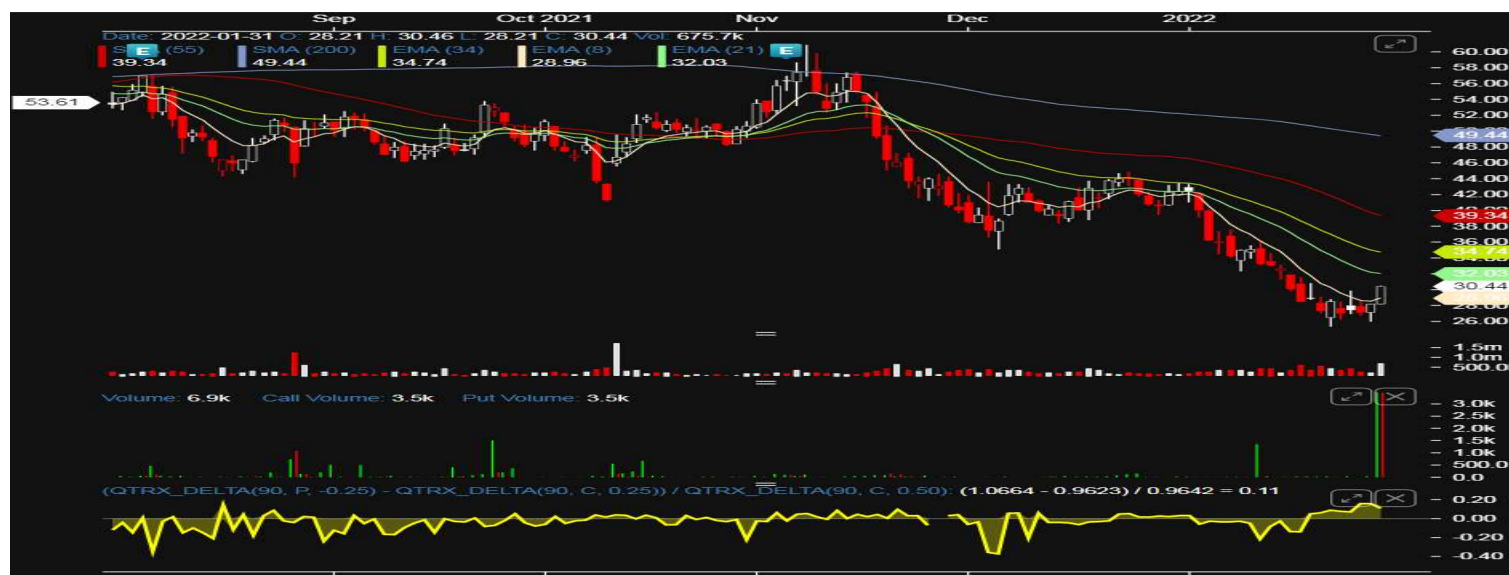 Sep Oct 2021 Nov Dec 2022
Date: 2022-01-31 O: 28.21 H: 30.46 L: 28.21 C: 30.44 Vol: 675.7k
E (55) SMA (200) EMA (34) EMA (8) EMA (21) E
39.34 49.44 34.74 28.96 32.03
60.00
58.00
56.00
53.61
54.00
52.00
49.44
48.00
46.00
44.00
42.00
39.34
38.00
36.00
34.74
32.03
30.44
28.00
26.00
1.5m
1.0m
500.0
Volume: 6.9k Call Volume: 3.5k Put Volume: 3.5k
3.0k
2.5k
2.0k
1.5k
1.0k
500.0
0.0
(QTRX_DELTA(90, P, -0.25) - QTRX_DELTA(90, C, 0.25)) / QTRX_DELTA(90, C, 0.50): (1.0664 - 0.9623) / 0.9642 = 0.11
0.20
0.00
-0.20
-0.40